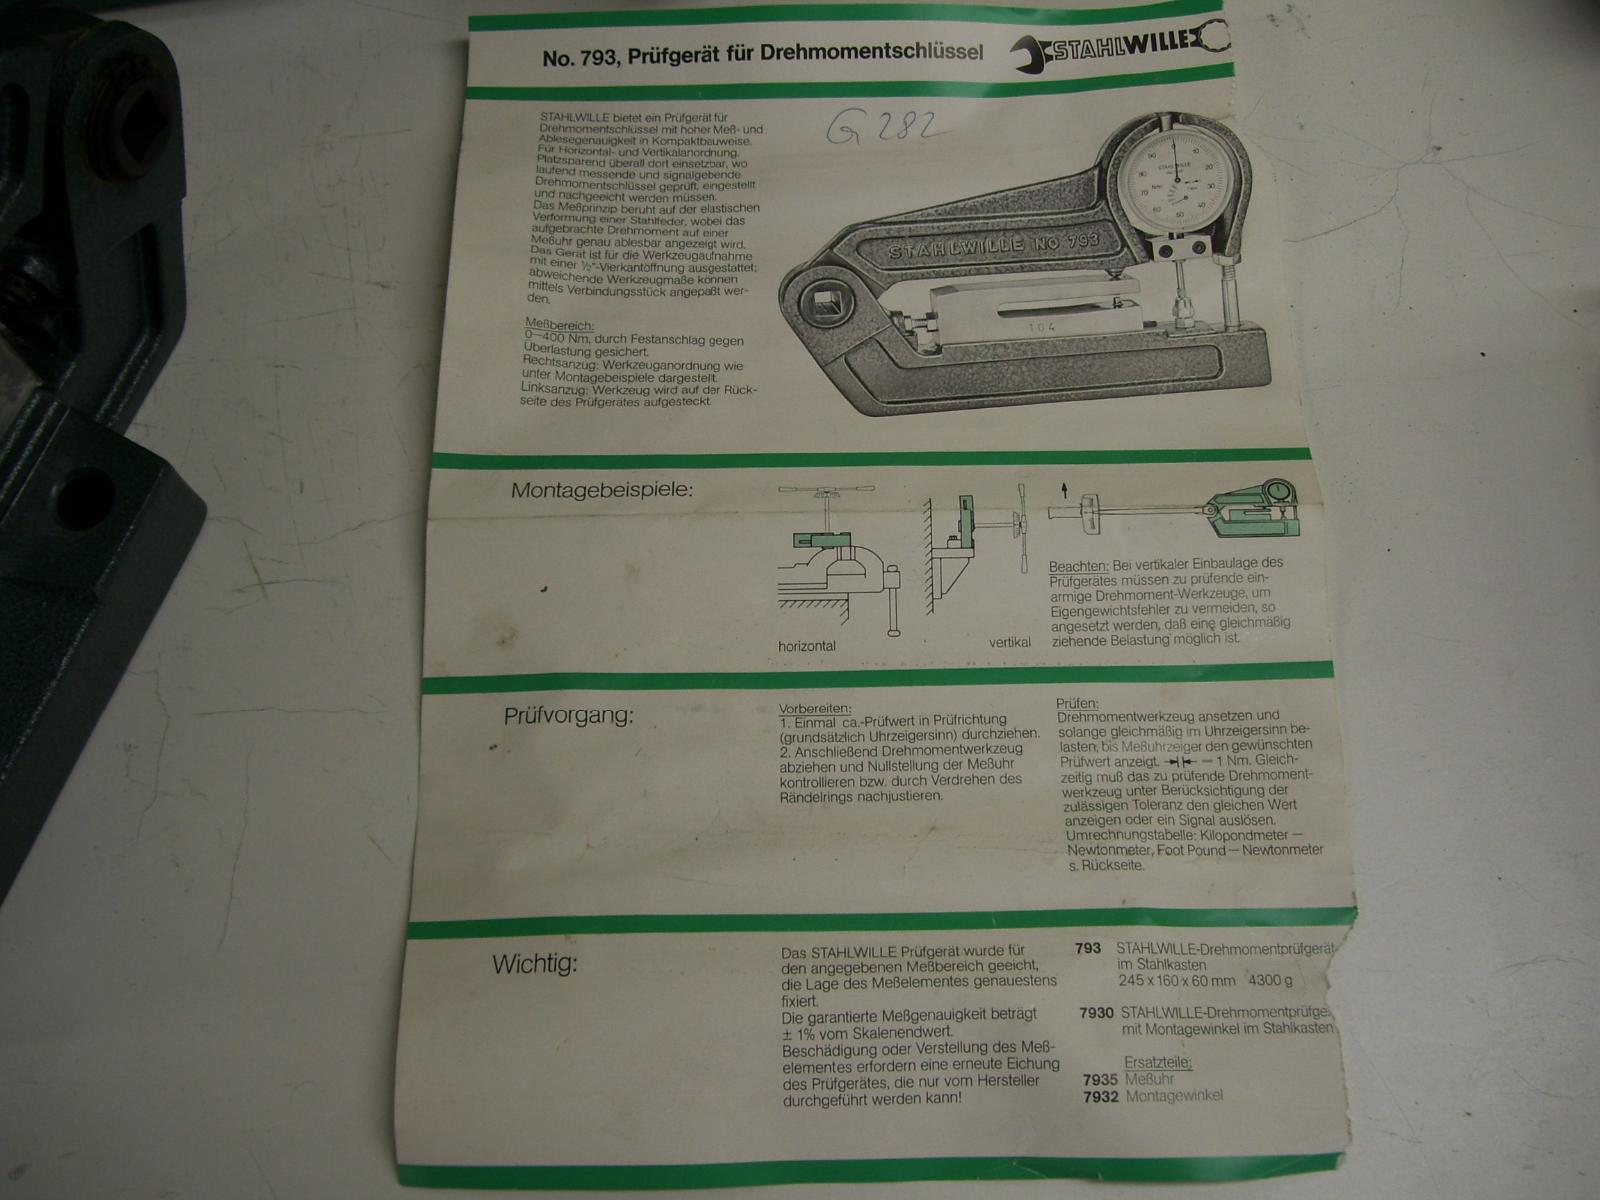 No. 793, Prüfgerät für Drehmomentschlüssel
STAHLWILLE
G 282
STAHLWILLE bietet ein Prüfgerät für
Drehmomentschlüssel mit hoher Meß- und
Ablesegenauigkeit in Kompaktbauweise.
Für Horizontal- und Vertikalanordnung.
Platzsparend überall dort einsetzbar, wo
laufend messende und signalgebende
Drehmomentschlüssel geprüft, eingestellt
und nachgeeicht werden müssen.
Das Meßprinzip beruht auf der elastischen
Verformung einer Stahlfeder, wobei das
aufgebrachte Drehmoment auf einer
Meßuhr genau ablesbar angezeigt wird.
Das Gerät ist für die Werkzeugaufnahme
mit einer ½"-Vierkantöffnung ausgestattet;
abweichende Werkzeugmaße können
mittels Verbindungsstück angepaßt wer-
den.
Meßbereich:
0—400 Nm, durch Festanschlag gegen
Überlastung gesichert.
Rechtsanzug: Werkzeuganordnung wie
unter Montagebeispiele dargestellt.
Linksanzug: Werkzeug wird auf der Rück-
seite des Prüfgerätes aufgesteckt.
STAHLWILLE NO 793
104
0 10 20 30 40 50 60 70 80 90
STAHLWILLE
Nm
Montagebeispiele:
horizontal
vertikal
Beachten: Bei vertikaler Einbaulage des
Prüfgerätes müssen zu prüfende ein-
armige Drehmoment-Werkzeuge, um
Eigengewichtsfehler zu vermeiden, so
angesetzt werden, daß eine gleichmäßig
ziehende Belastung möglich ist.
Prüfvorgang:
Vorbereiten:
1. Einmal ca.-Prüfwert in Prüfrichtung
(grundsätzlich Uhrzeigersinn) durchziehen.
2. Anschließend Drehmomentwerkzeug
abziehen und Nullstellung der Meßuhr
kontrollieren bzw. durch Verdrehen des
Rändelrings nachjustieren.
Prüfen:
Drehmomentwerkzeug ansetzen und
solange gleichmäßig im Uhrzeigersinn be-
lasten, bis Meßuhrzeiger den gewünschten
Prüfwert anzeigt. →||← — 1 Nm. Gleich-
zeitig muß das zu prüfende Drehmoment-
werkzeug unter Berücksichtigung der
zulässigen Toleranz den gleichen Wert
anzeigen oder ein Signal auslösen.
Umrechnungstabelle: Kilopondmeter —
Newtonmeter, Foot Pound — Newtonmeter
s. Rückseite.
Wichtig:
Das STAHLWILLE Prüfgerät wurde für
den angegebenen Meßbereich geeicht,
die Lage des Meßelementes genauestens
fixiert.
Die garantierte Meßgenauigkeit beträgt
± 1% vom Skalenendwert.
Beschädigung oder Verstellung des Meß-
elementes erfordern eine erneute Eichung
des Prüfgerätes, die nur vom Hersteller
durchgeführt werden kann!
793 STAHLWILLE-Drehmomentprüfgerät
im Stahlkasten
245 x 160 x 60 mm 4300 g
7930 STAHLWILLE-Drehmomentprüfge
mit Montagewinkel im Stahlkasten
Ersatzteile:
7935 Meßuhr
7932 Montagewinkel